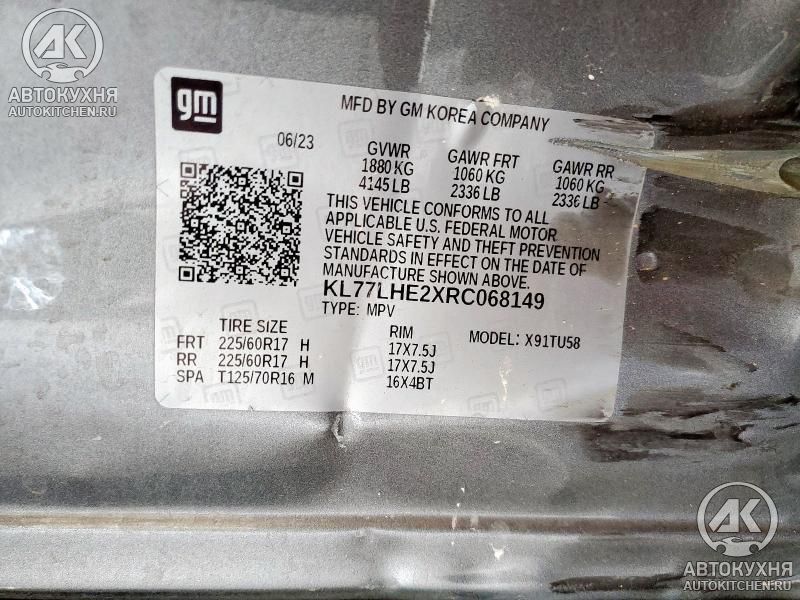 AK
АВТОКУХНЯ
AUTOKITCHEN.RU
gm
MFD BY GM KOREA COMPANY
06/23
GVWR GAWR FRT GAWR RR
1880 KG 1060 KG 1060 KG
4145 LB 2336 LB 2336 LB
THIS VEHICLE CONFORMS TO ALL
APPLICABLE U.S. FEDERAL MOTOR
VEHICLE SAFETY AND THEFT PREVENTION
STANDARDS IN EFFECT ON THE DATE OF
MANUFACTURE SHOWN ABOVE.
KL77LHE2XRC068149
TYPE: MPV
TIRE SIZE RIM MODEL: X91TU58
FRT 225/60R17 H 17X7.5J
RR 225/60R17 H 17X7.5J
SPA T125/70R16 M 16X4BT
AK
АВТОКУХНЯ
AUTOKITCHEN.RU